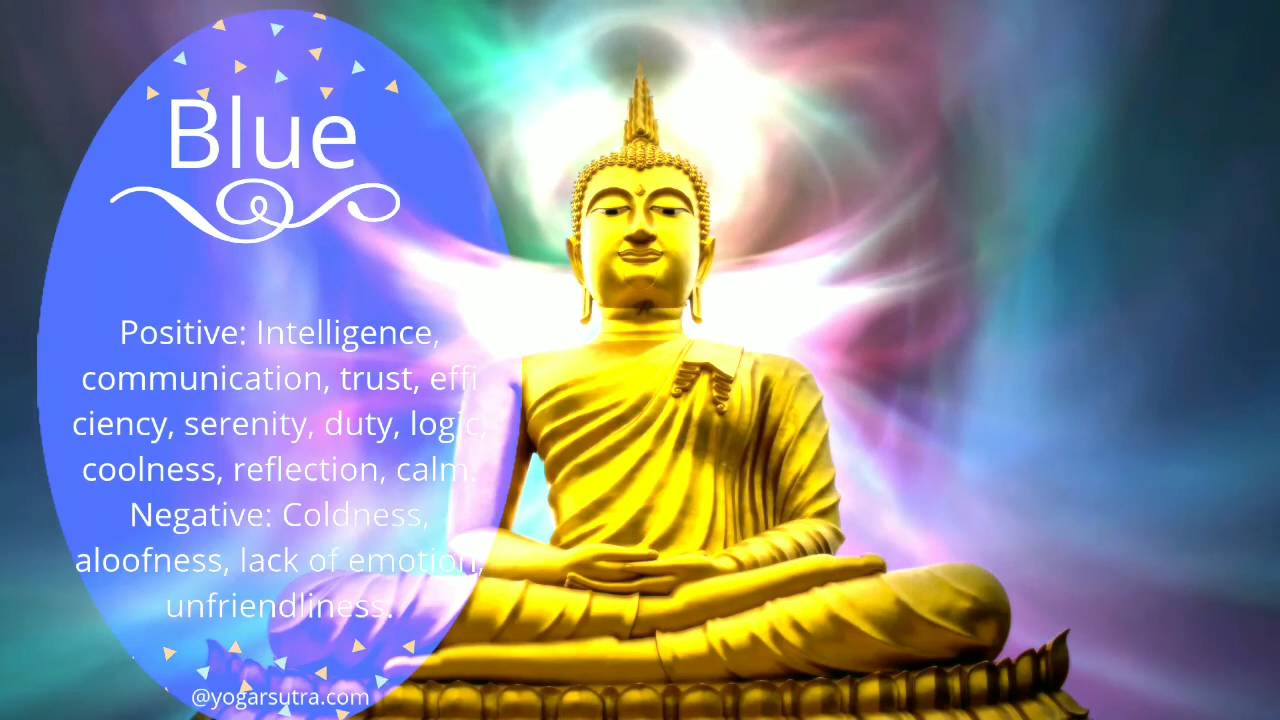 Blue
Positive: Intelligence,
communication, trust, effi
ciency, serenity, duty, logic,
coolness, reflection, calm.
Negative: Coldness,
aloofness, lack of emotion,
unfriendliness.
@yogarsutra.com